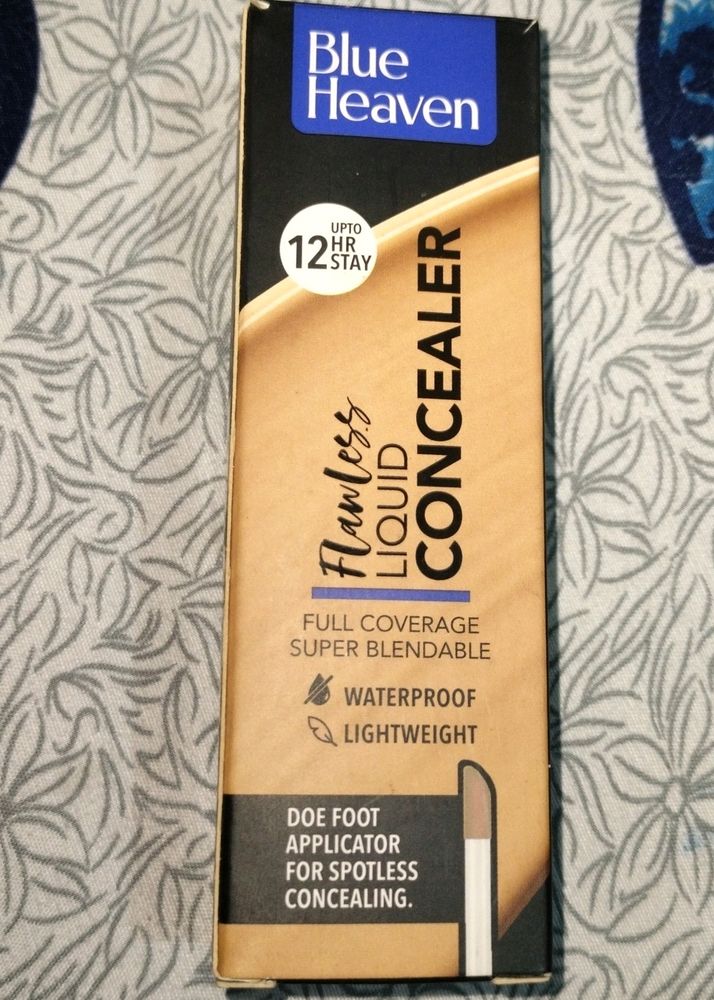 Blue
Heaven
UPTO
12 HR
STAY
Flawless
LIQUID
CONCEALER
FULL COVERAGE
SUPER BLENDABLE
WATERPROOF
LIGHTWEIGHT
DOE FOOT
APPLICATOR
FOR SPOTLESS
CONCEALING.